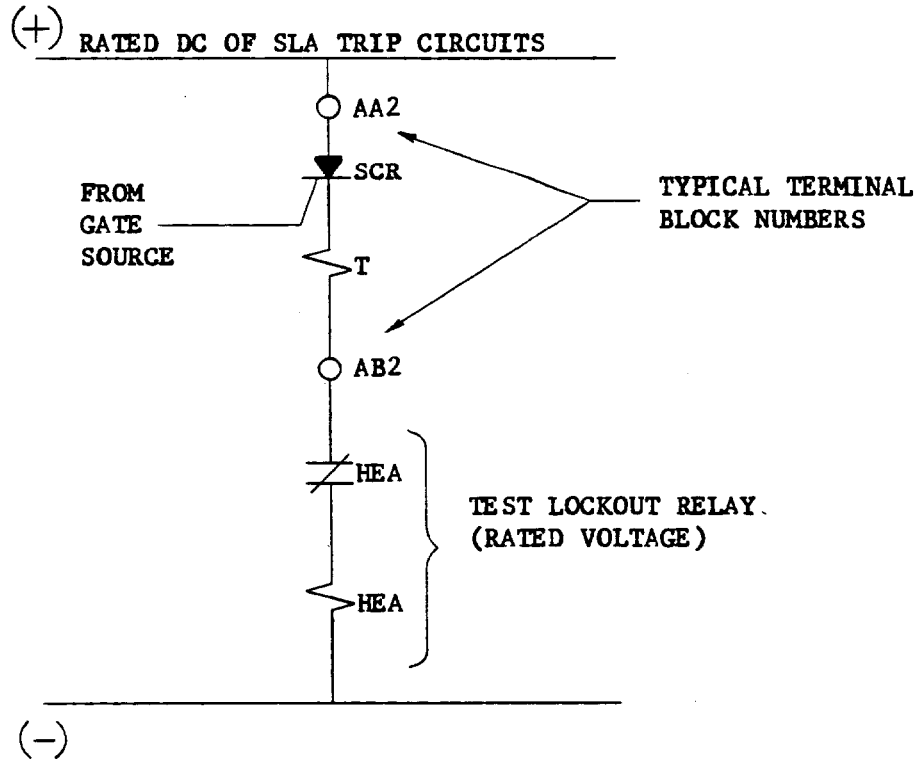 (+) RATED DC OF SLA TRIP CIRCUITS
AA2
SCR
FROM
GATE
SOURCE
TYPICAL TERMINAL
BLOCK NUMBERS
T
AB2
HEA
TEST LOCKOUT RELAY.
(RATED VOLTAGE)
HEA
(-)